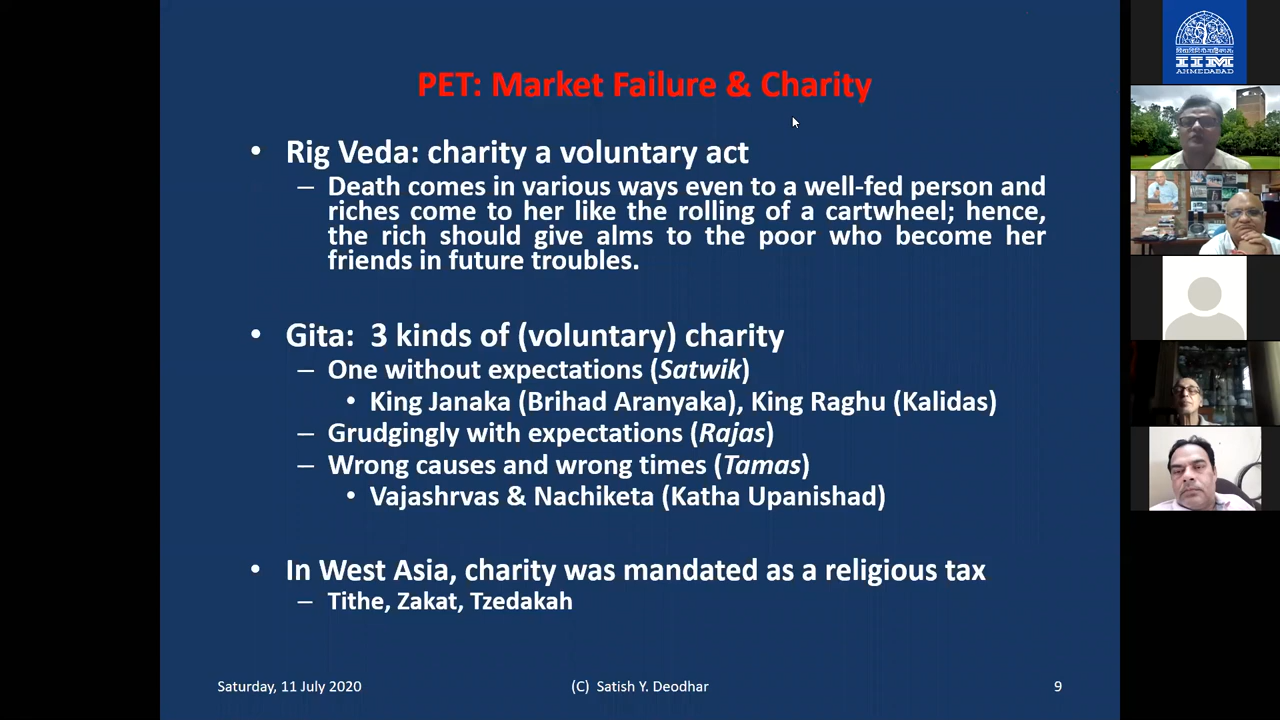 PET: Market Failure & Charity
• Rig Veda: charity a voluntary act
– Death comes in various ways even to a well-fed person and
riches come to her like the rolling of a cartwheel; hence,
the rich should give alms to the poor who become her
friends in future troubles.
• Gita: 3 kinds of (voluntary) charity
– One without expectations (Satwik)
• King Janaka (Brihad Aranyaka), King Raghu (Kalidas)
– Grudgingly with expectations (Rajas)
– Wrong causes and wrong times (Tamas)
• Vajashrvas & Nachiketa (Katha Upanishad)
• In West Asia, charity was mandated as a religious tax
– Tithe, Zakat, Tzedakah
Saturday, 11 July 2020
(C) Satish Y. Deodhar
9
IIM
AHMEDABAD